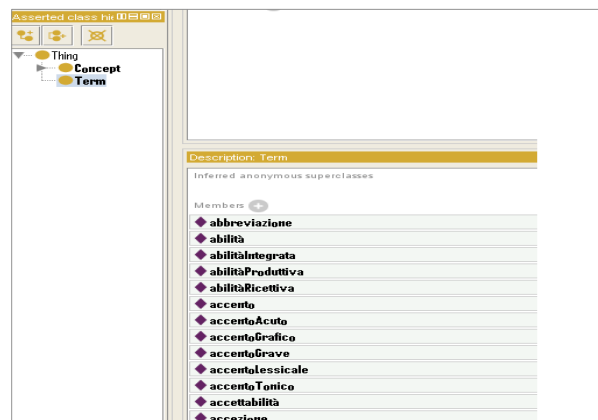 Asserted class hi
Thing
Concept
Term
Description: Term
Inferred anonymous superclasses
Members
abbreviazione
abilità
abilitàIntegrata
abilitàProduttiva
abilitàRicettiva
accento
accentoAcuto
accentoGrafico
accentoGrave
accentoLessicale
accentoTonico
accettabilità
accezione